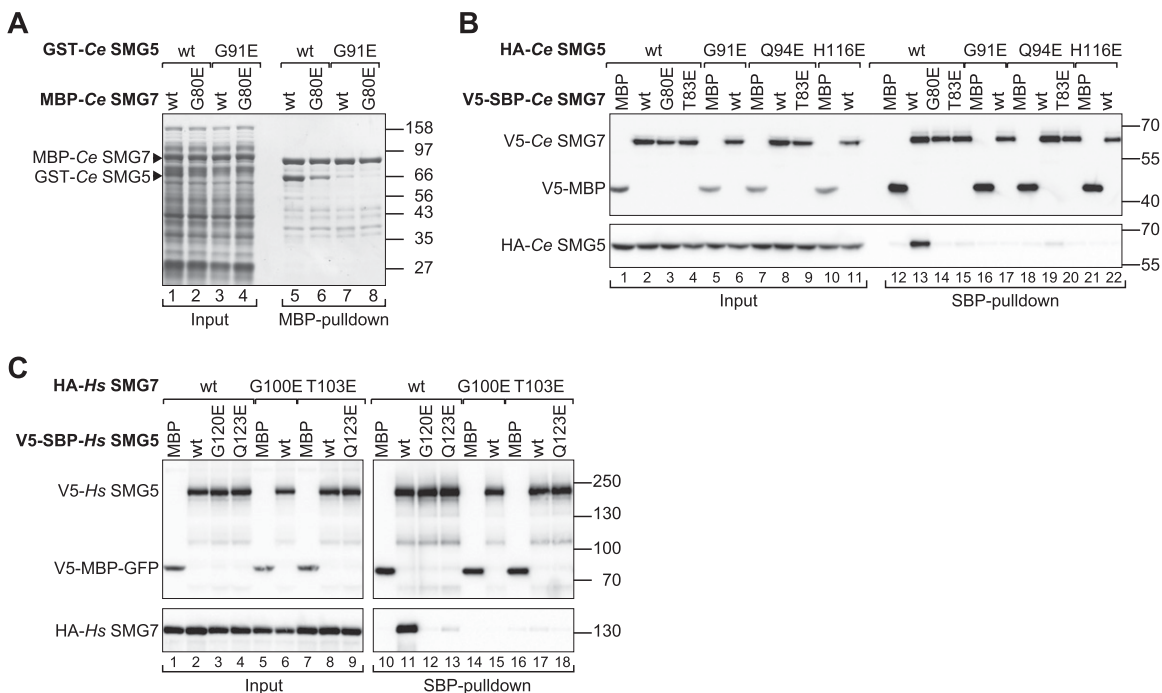 A
GST-Ce SMG5 wt G91E wt G91E
MBP-Ce SMG7 wt G80E wt G80E wt G80E wt G80E
158
MBP-Ce SMG7 97
GST-Ce SMG5 66
56
43
35
27
1 2 3 4 5 6 7 8
Input MBP-pulldown
B
HA-Ce SMG5 wt G91E Q94E H116E wt G91E Q94E H116E
V5-SBP-Ce SMG7 MBP wt G80E T83E MBP wt MBP wt T83E MBP wt MBP wt G80E T83E MBP wt MBP wt T83E MBP wt
70
V5-Ce SMG7
55
V5-MBP
40
70
HA-Ce SMG5
55
1 2 3 4 5 6 7 8 9 10 11 12 13 14 15 16 17 18 19 20 21 22
Input SBP-pulldown
C
HA-Hs SMG7 wt G100E T103E wt G100E T103E
V5-SBP-Hs SMG5 MBP wt G120E Q123E MBP wt MBP wt Q123E MBP wt G120E Q123E MBP wt MBP wt Q123E
250
V5-Hs SMG5
130
100
V5-MBP-GFP
70
HA-Hs SMG7 130
1 2 3 4 5 6 7 8 9 10 11 12 13 14 15 16 17 18
Input SBP-pulldown